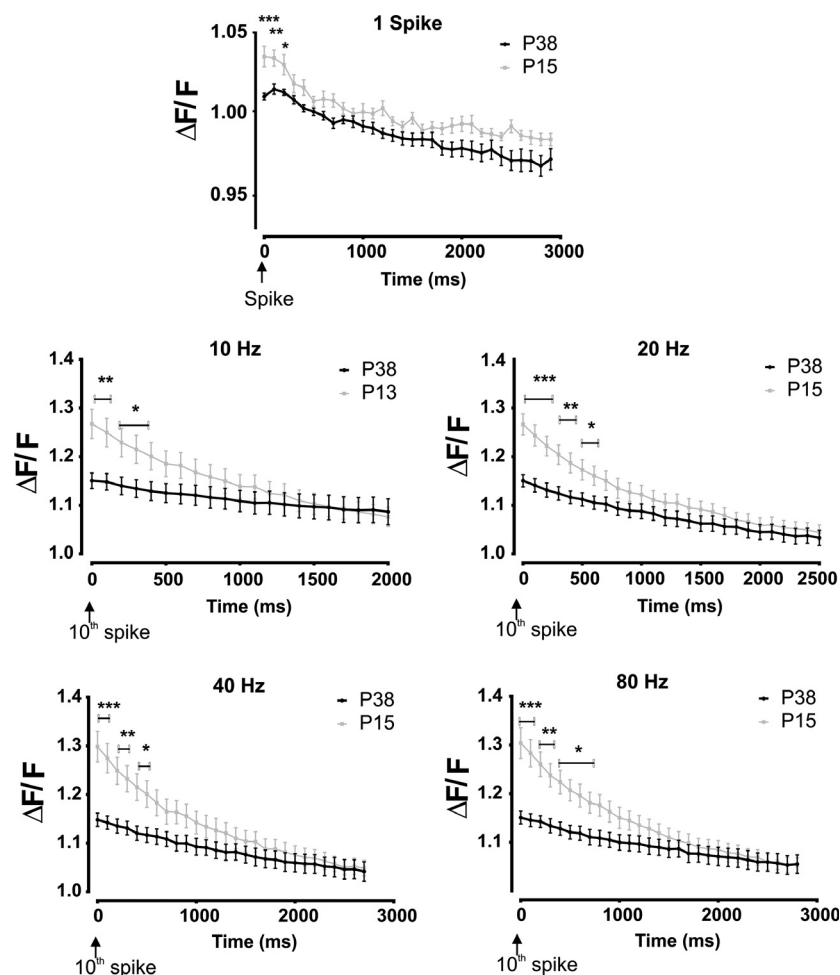 1 Spike
***
**
*
P38
P15
ΔF/F
1.05
1.00
0.95
0 1000 2000 3000
Time (ms)
Spike
10 Hz
**
*
P38
P13
ΔF/F
1.4
1.3
1.2
1.1
1.0
0 500 1000 1500 2000
Time (ms)
10th spike
20 Hz
***
**
*
P38
P15
ΔF/F
1.4
1.3
1.2
1.1
1.0
0 500 1000 1500 2000 2500
Time (ms)
10th spike
40 Hz
***
**
*
P38
P15
ΔF/F
1.4
1.3
1.2
1.1
1.0
0 1000 2000 3000
Time (ms)
10th spike
80 Hz
***
**
*
P38
P15
ΔF/F
1.4
1.3
1.2
1.1
0 1000 2000 3000
Time (ms)
10th spike